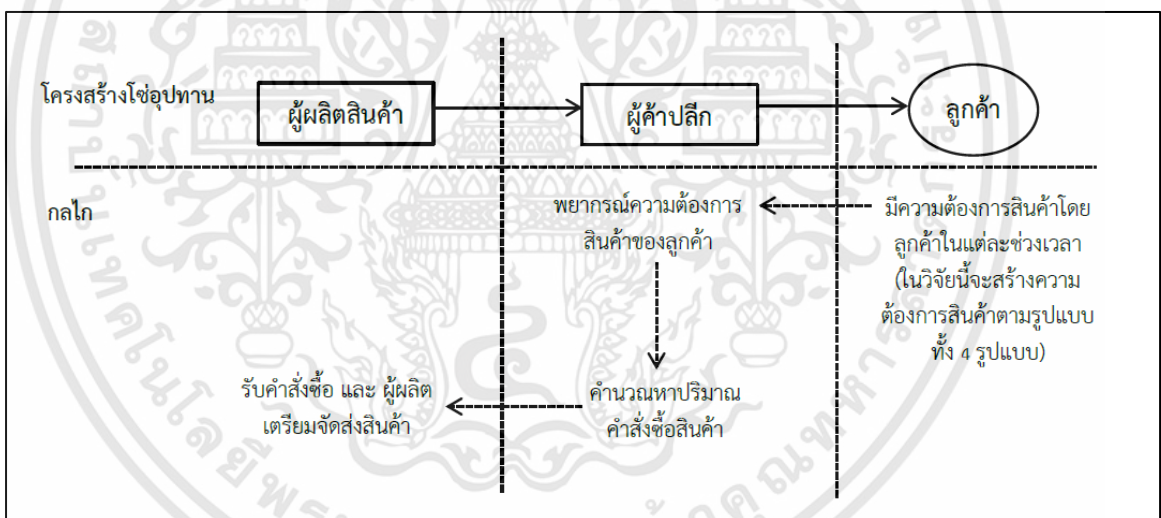 โครงสร้างโซ่อุปทาน
ผู้ผลิตสินค้า
ผู้ค้าปลีก
ลูกค้า
กลไก
พยากรณ์ความต้องการ
สินค้าของลูกค้า
มีความต้องการสินค้าโดย
ลูกค้าในแต่ละช่วงเวลา
(ในวิจัยนี้จะสร้างความ
ต้องการสินค้าตามรูปแบบ
ทั้ง 4 รูปแบบ)
รับคำสั่งซื้อ และ ผู้ผลิต
เตรียมจัดส่งสินค้า
คำนวณหาปริมาณ
คำสั่งซื้อสินค้า